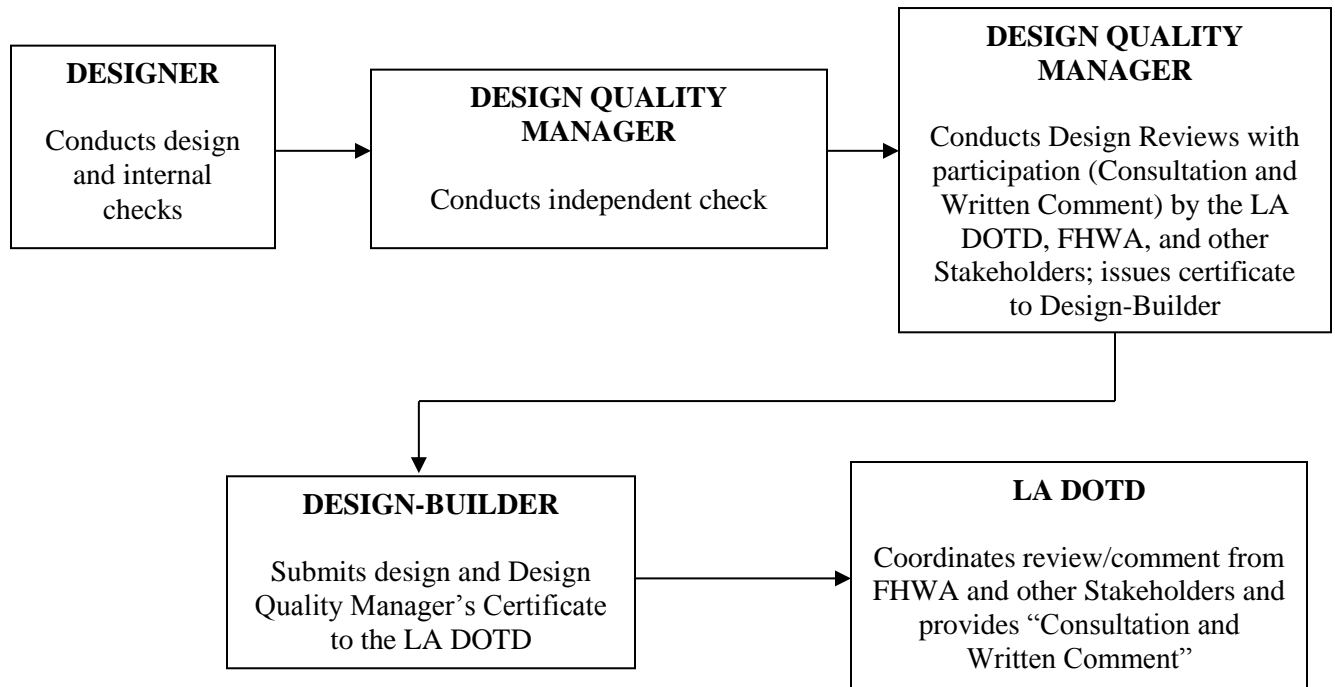 DESIGNER
Conducts design
and internal
checks
DESIGN QUALITY
MANAGER
Conducts independent check
DESIGN QUALITY
MANAGER
Conducts Design Reviews with
participation (Consultation and
Written Comment) by the LA
DOTD, FHWA, and other
Stakeholders; issues certificate
to Design-Builder
DESIGN-BUILDER
Submits design and Design
Quality Manager’s Certificate
to the LA DOTD
LA DOTD
Coordinates review/comment from
FHWA and other Stakeholders and
provides “Consultation and
Written Comment”